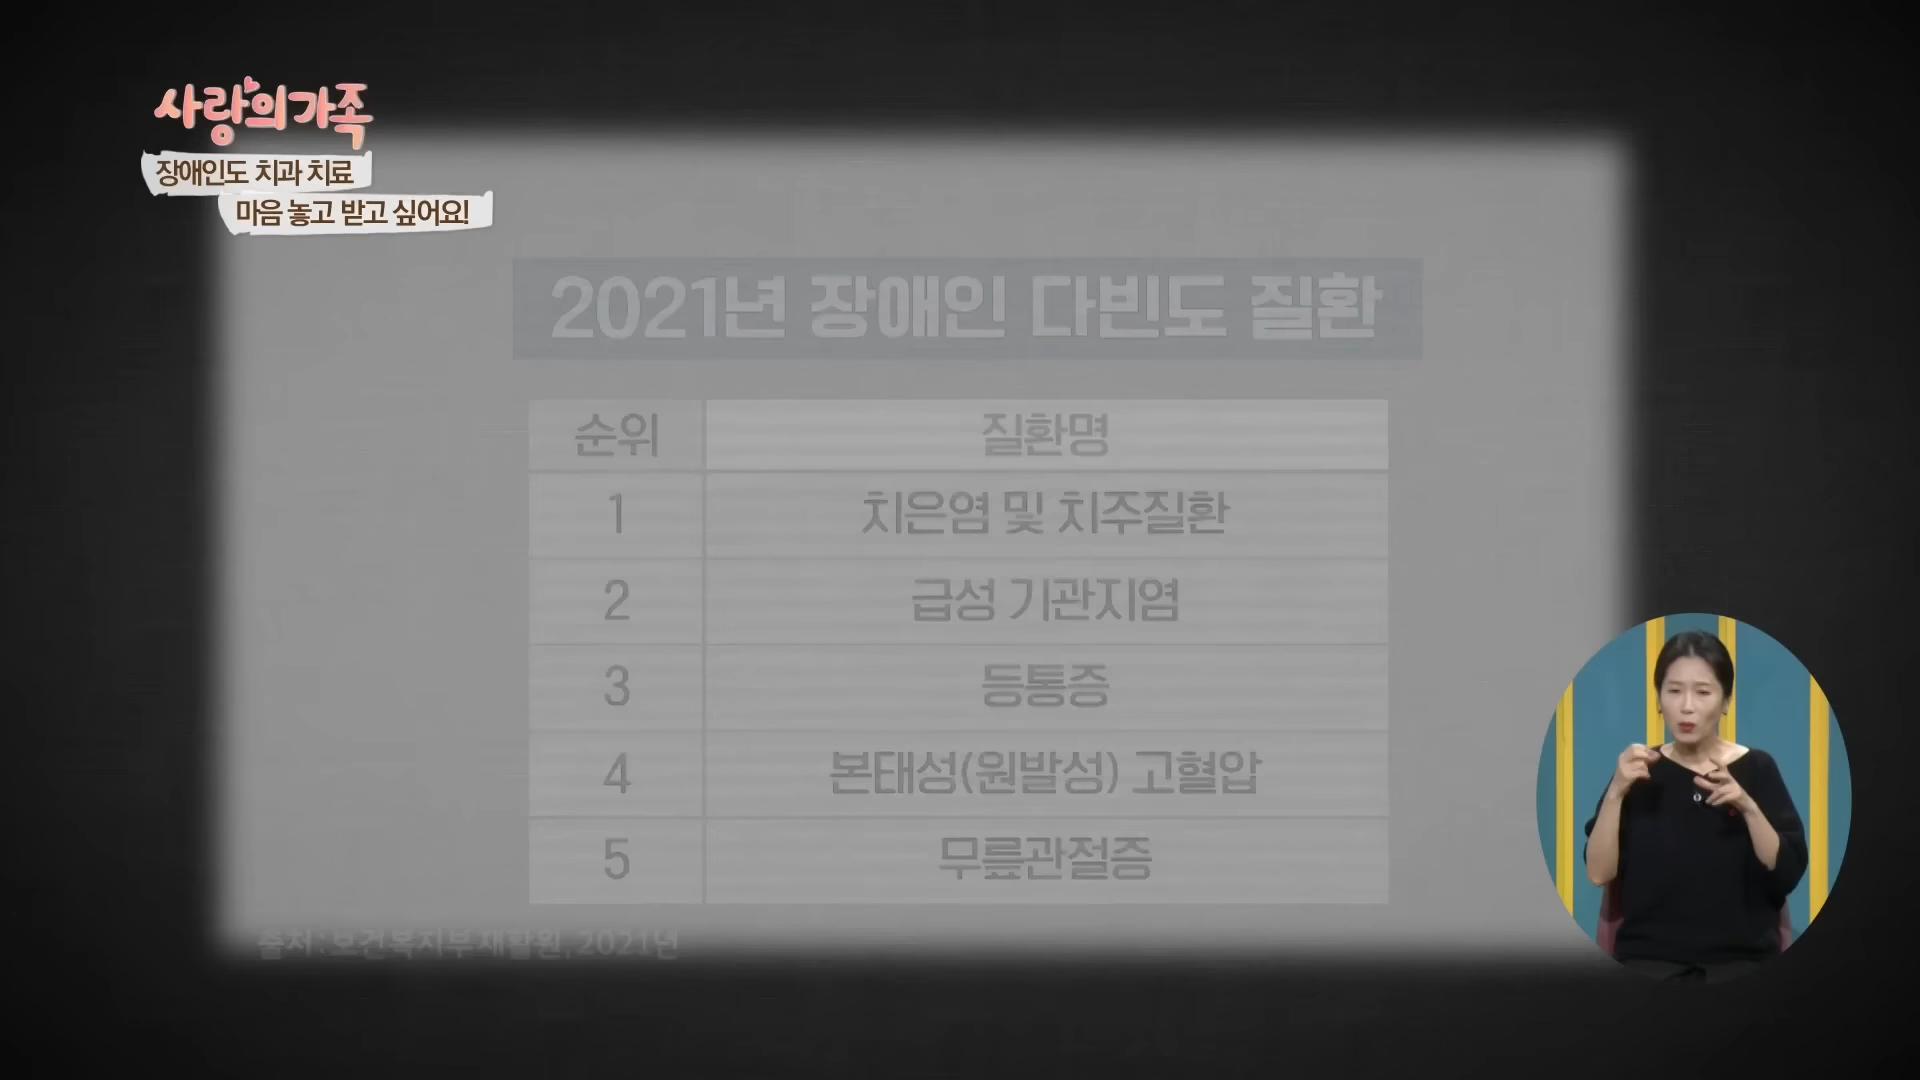 사랑의 가족
장애인도 치과 치료
마음 놓고 받고 싶어요!
2021년 장애인 다빈도 질환
순위 질환명
1 치은염 및 치주질환
2 급성 기관지염
3 등통증
4 본태성(원발성) 고혈압
5 무릎관절증
출처 : 보건복지부재활원, 2021년